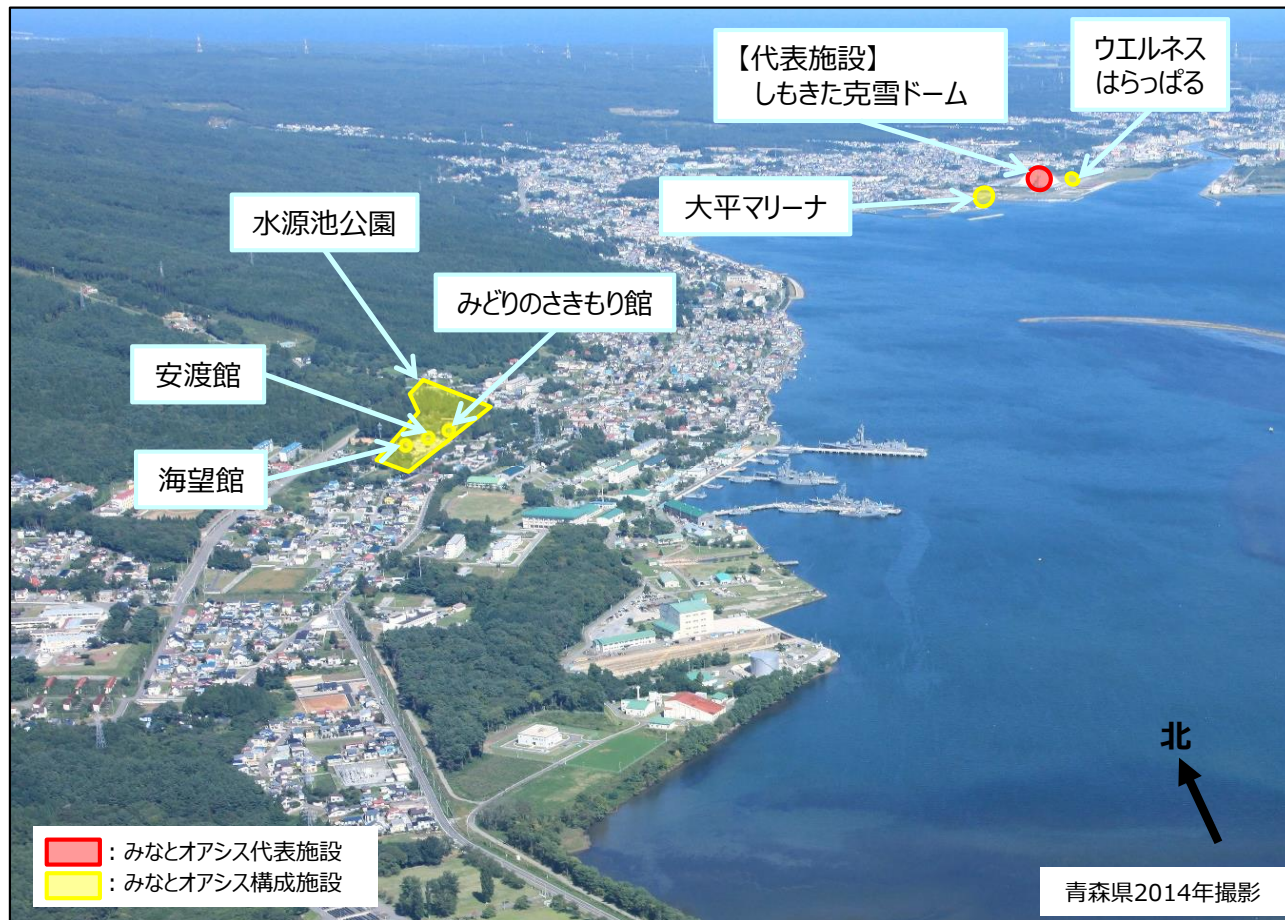 【代表施設】
しもきた克雪ドーム
ウエルネス
はらっぱる
大平マリーナ
水源池公園
みどりのさきもり館
安渡館
海望館
北
：みなとオアシス代表施設
：みなとオアシス構成施設
青森県2014年撮影